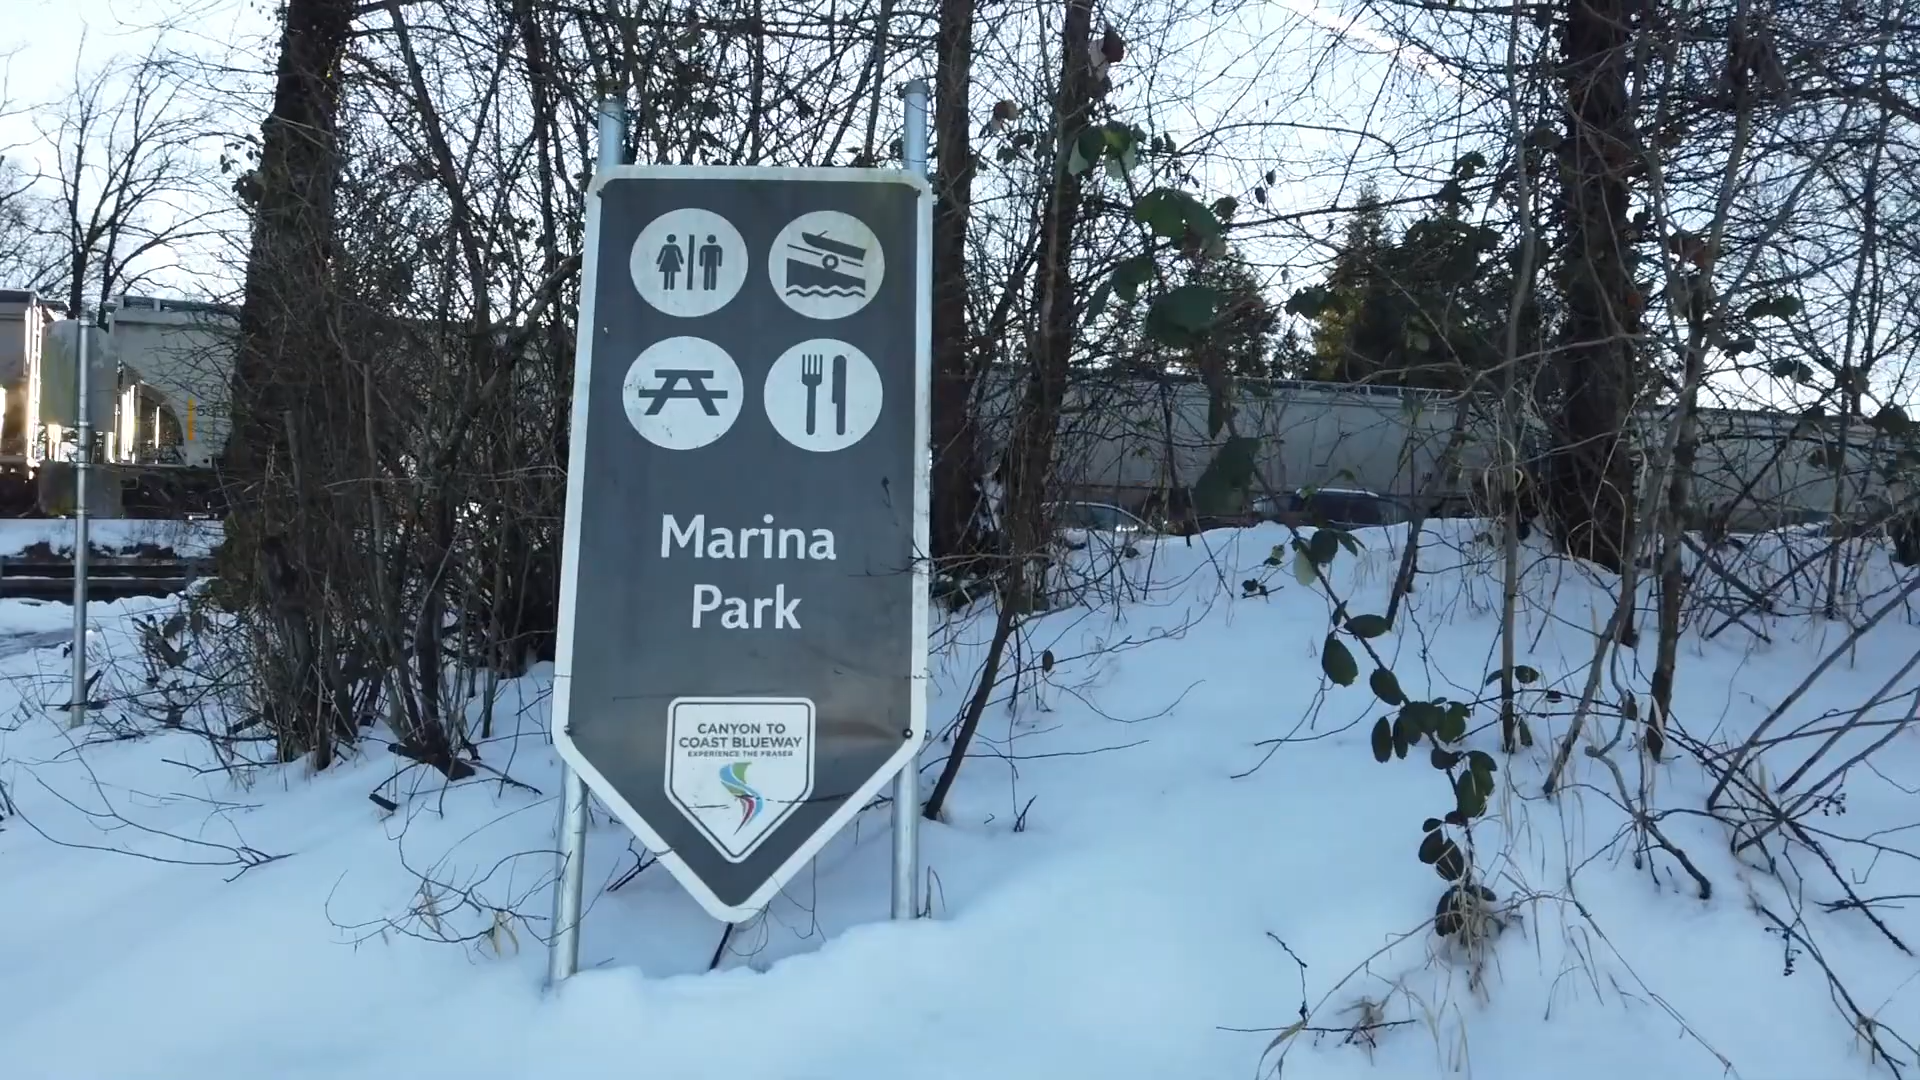 Marina
Park
CANYON TO
COAST BLUEWAY
EXPERIENCE THE FRASER